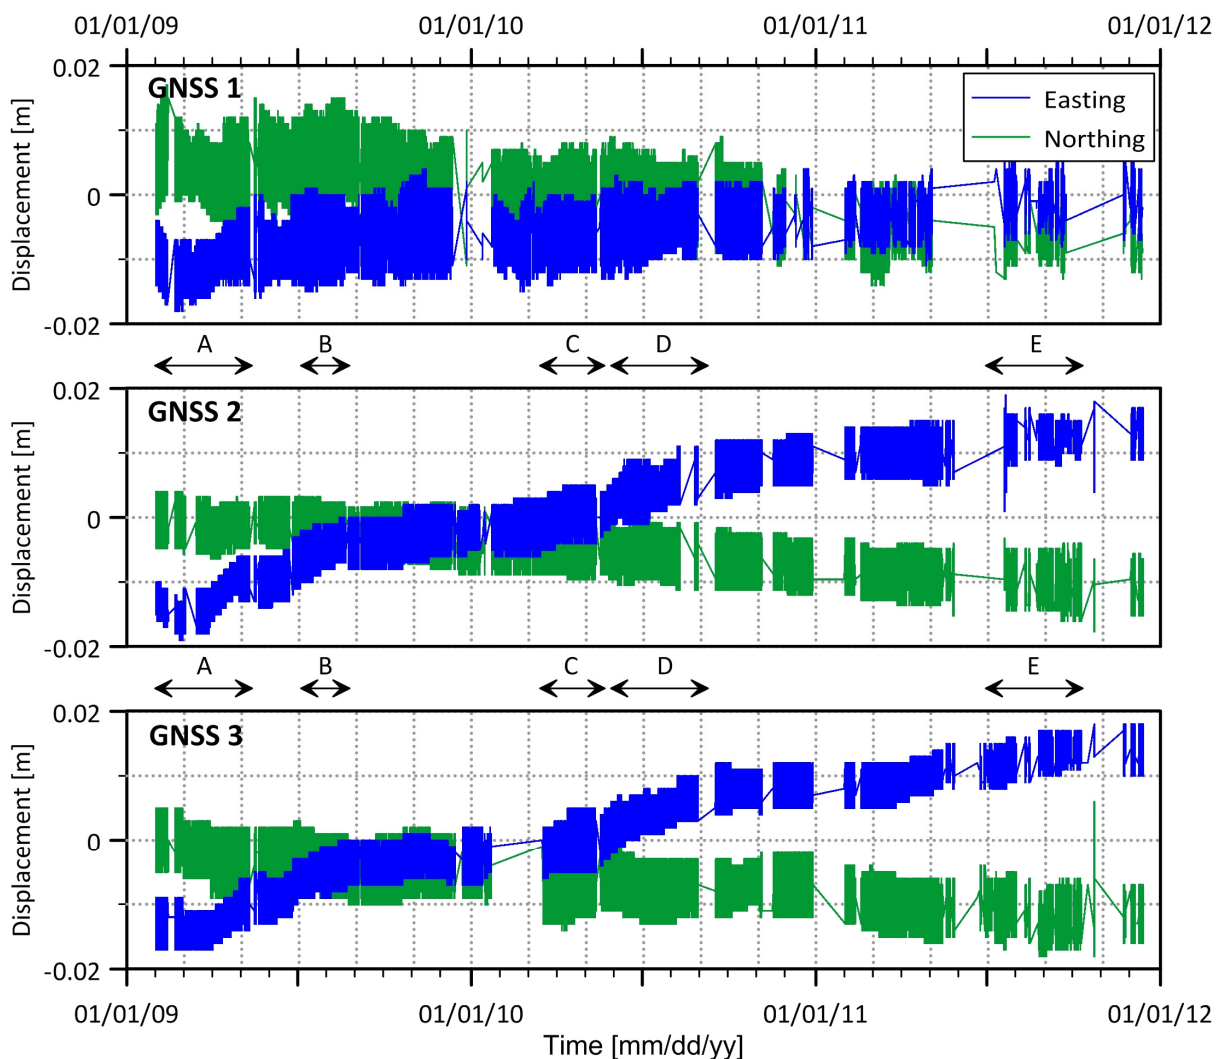 01/01/09 01/01/10 01/01/11 01/01/12
0.02
GNSS 1
Easting
Northing
Displacement [m]
0
-0.02
A B C D E
0.02
GNSS 2
Displacement [m]
0
-0.02
A B C D E
0.02
GNSS 3
Displacement [m]
0
-0.02
01/01/09 01/01/10 01/01/11 01/01/12
Time [mm/dd/yy]